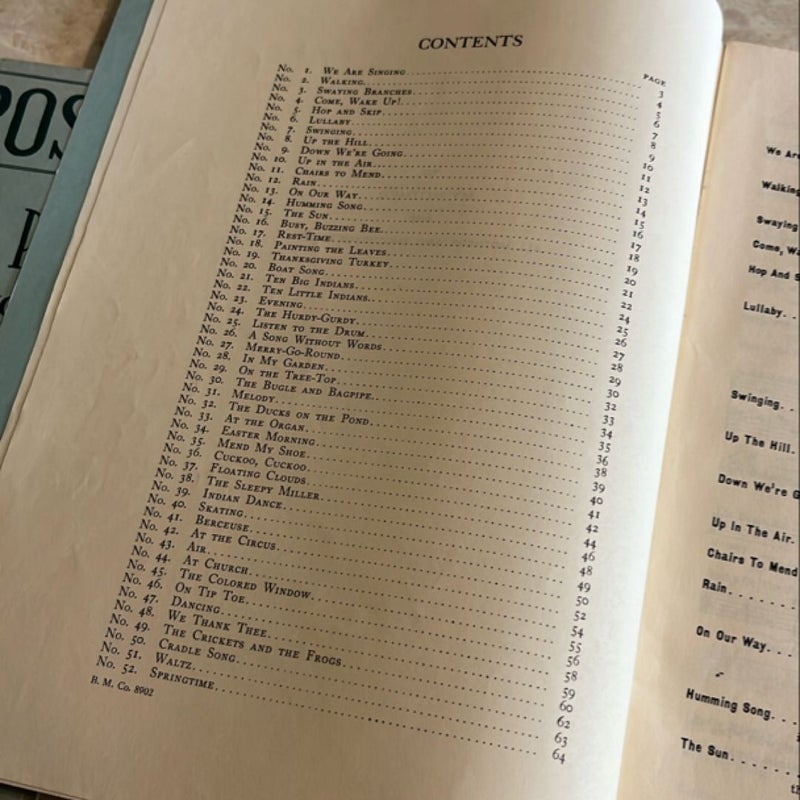 CONTENTS
PAGE
No. 1. We Are Singing 3
No. 2. Walking 4
No. 3. Swaying Branches 5
No. 4. Come, Wake Up! 6
No. 5. Hop and Skip 7
No. 6. Lullaby 8
No. 7. Swinging 9
No. 8. Up the Hill 10
No. 9. Down We're Going 11
No. 10. Up in the Air 12
No. 11. Chairs to Mend 13
No. 12. Rain 14
No. 13. On Our Way 15
No. 14. Humming Song 16
No. 15. The Sun 17
No. 16. Busy, Buzzing Bee 18
No. 17. Rest-Time 19
No. 18. Painting the Leaves 20
No. 19. Thanksgiving Turkey 21
No. 20. Boat Song 22
No. 21. Ten Big Indians 24
No. 22. Ten Little Indians 25
No. 23. Evening 26
No. 24. The Hurdy-Gurdy 27
No. 25. Listen to the Drum 28
No. 26. A Song Without Words 29
No. 27. Merry-Go-Round 30
No. 28. In My Garden 32
No. 29. On the Tree-Top 33
No. 30. The Bugle and Bagpipe 34
No. 31. Melody 35
No. 32. The Ducks on the Pond 36
No. 33. At the Organ 38
No. 34. Easter Morning 39
No. 35. Mend My Shoe 40
No. 36. Cuckoo, Cuckoo 41
No. 37. Floating Clouds 42
No. 38. The Sleepy Miller 44
No. 39. Indian Dance 46
No. 40. Skating 48
No. 41. Berceuse 49
No. 42. At the Circus 50
No. 43. Air 52
No. 44. At Church 54
No. 45. The Colored Window 55
No. 46. On Tip Toe 56
No. 47. Dancing 58
No. 48. We Thank Thee 59
No. 49. The Crickets and the Frogs 60
No. 50. Cradle Song 62
No. 51. Waltz 63
No. 52. Springtime 64
B. M. Co. 8902
We Are
Walking
Swaying
Come, Wa
Hop And S
Lullaby
Swinging
Up The Hill
Down We're G
Up In The Air
Chairs To Mend
Rain
On Our Way
Humming Song
The Sun